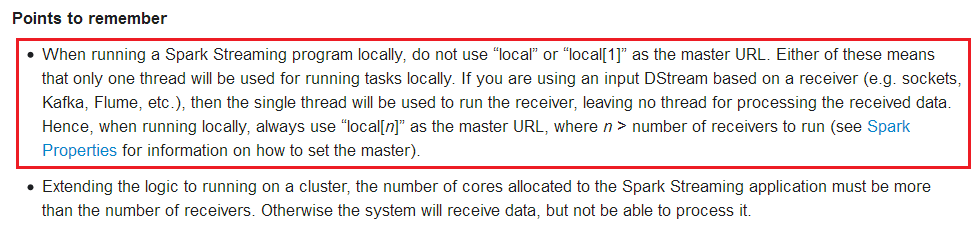 Points to remember
• When running a Spark Streaming program locally, do not use “local” or “local[1]” as the master URL. Either of these means
that only one thread will be used for running tasks locally. If you are using an input DStream based on a receiver (e.g. sockets,
Kafka, Flume, etc.), then the single thread will be used to run the receiver, leaving no thread for processing the received data.
Hence, when running locally, always use “local[n]” as the master URL, where n > number of receivers to run (see Spark
Properties for information on how to set the master).
• Extending the logic to running on a cluster, the number of cores allocated to the Spark Streaming application must be more
than the number of receivers. Otherwise the system will receive data, but not be able to process it.